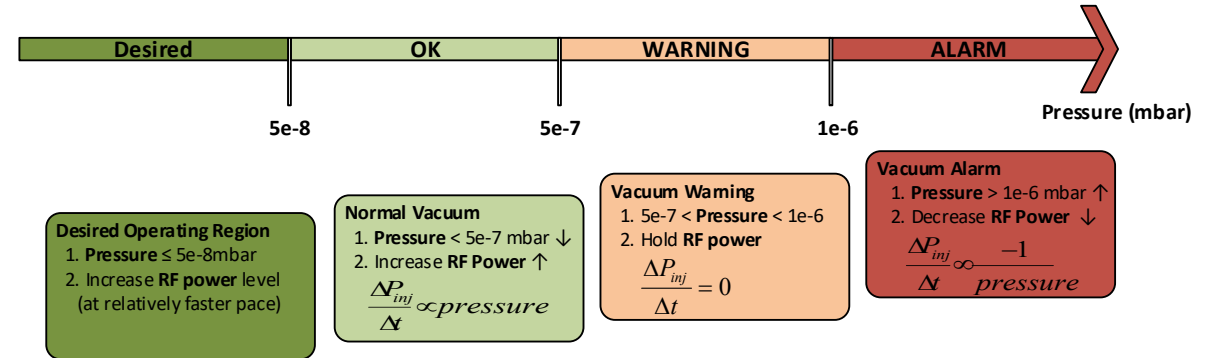 Desired OK WARNING ALARM
5e-8 5e-7 1e-6
Pressure (mbar)
Desired Operating Region
1. Pressure ≤ 5e-8mbar
2. Increase RF power level
(at relatively faster pace)
Normal Vacuum
1. Pressure < 5e-7 mbar ↓
2. Increase RF Power ↑
ΔP_inj/Δt ∝ pressure
Vacuum Warning
1. 5e-7 < Pressure < 1e-6
2. Hold RF power
ΔP_inj/Δt = 0
Vacuum Alarm
1. Pressure > 1e-6 mbar ↑
2. Decrease RF Power ↓
ΔP_inj/Δt ∞ -1/pressure